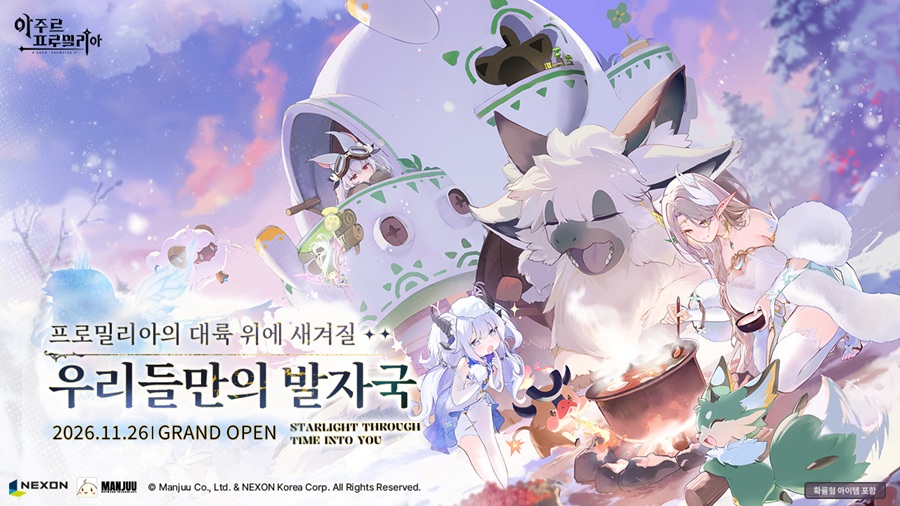 아주르
프로밀리아
프로밀리아의 대륙 위에 새겨질
우리들만의 발자국
2026.11.26 | GRAND OPEN
STARLIGHT THROUGH
TIME INTO YOU
NEXON
MANJUU
© Manjuu Co., Ltd. & NEXON Korea Corp. All Rights Reserved.
확률형 아이템 포함